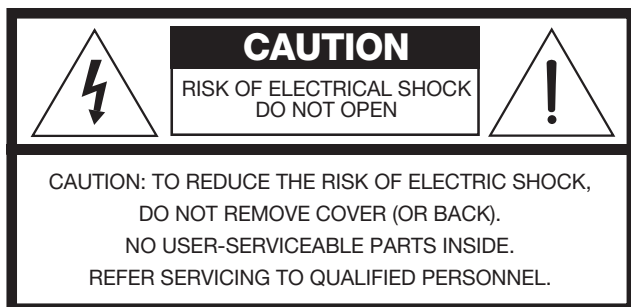 CAUTION
RISK OF ELECTRICAL SHOCK
DO NOT OPEN
CAUTION: TO REDUCE THE RISK OF ELECTRIC SHOCK,
DO NOT REMOVE COVER (OR BACK).
NO USER-SERVICEABLE PARTS INSIDE.
REFER SERVICING TO QUALIFIED PERSONNEL.